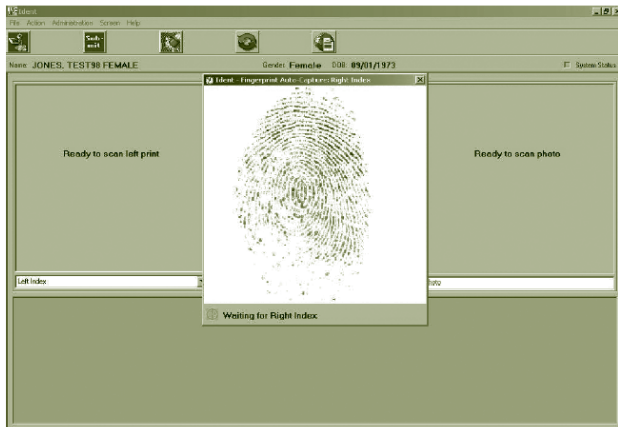 Ident
File Action Administration Screen Help
Sub-
mit
Name JONES, TEST98 FEMALE Gender Female DOB 09/01/1973 System Status
Ident - Fingerprint Auto-Capture: Right Index
Ready to scan left print
Ready to scan photo
Left Index
hoto
Waiting for Right Index